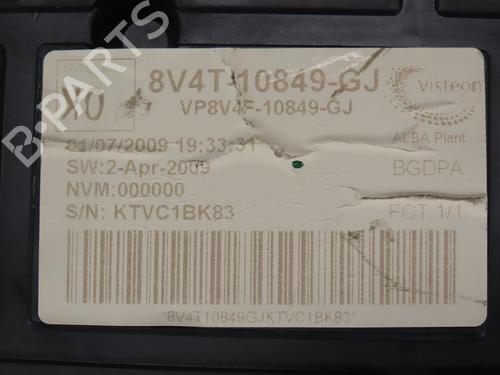 B-PARTS
8V4T-10849-GJ
VP8V4F-10849-GJ
Visteon
01/07/2009 19:33:31
ALBA Plant
SW:2-Apr-2009
BGDPA
NVM:000000
S/N: KTVC1BK83
FCT 1/1
*8V4T10849GJKTVC1BK83*